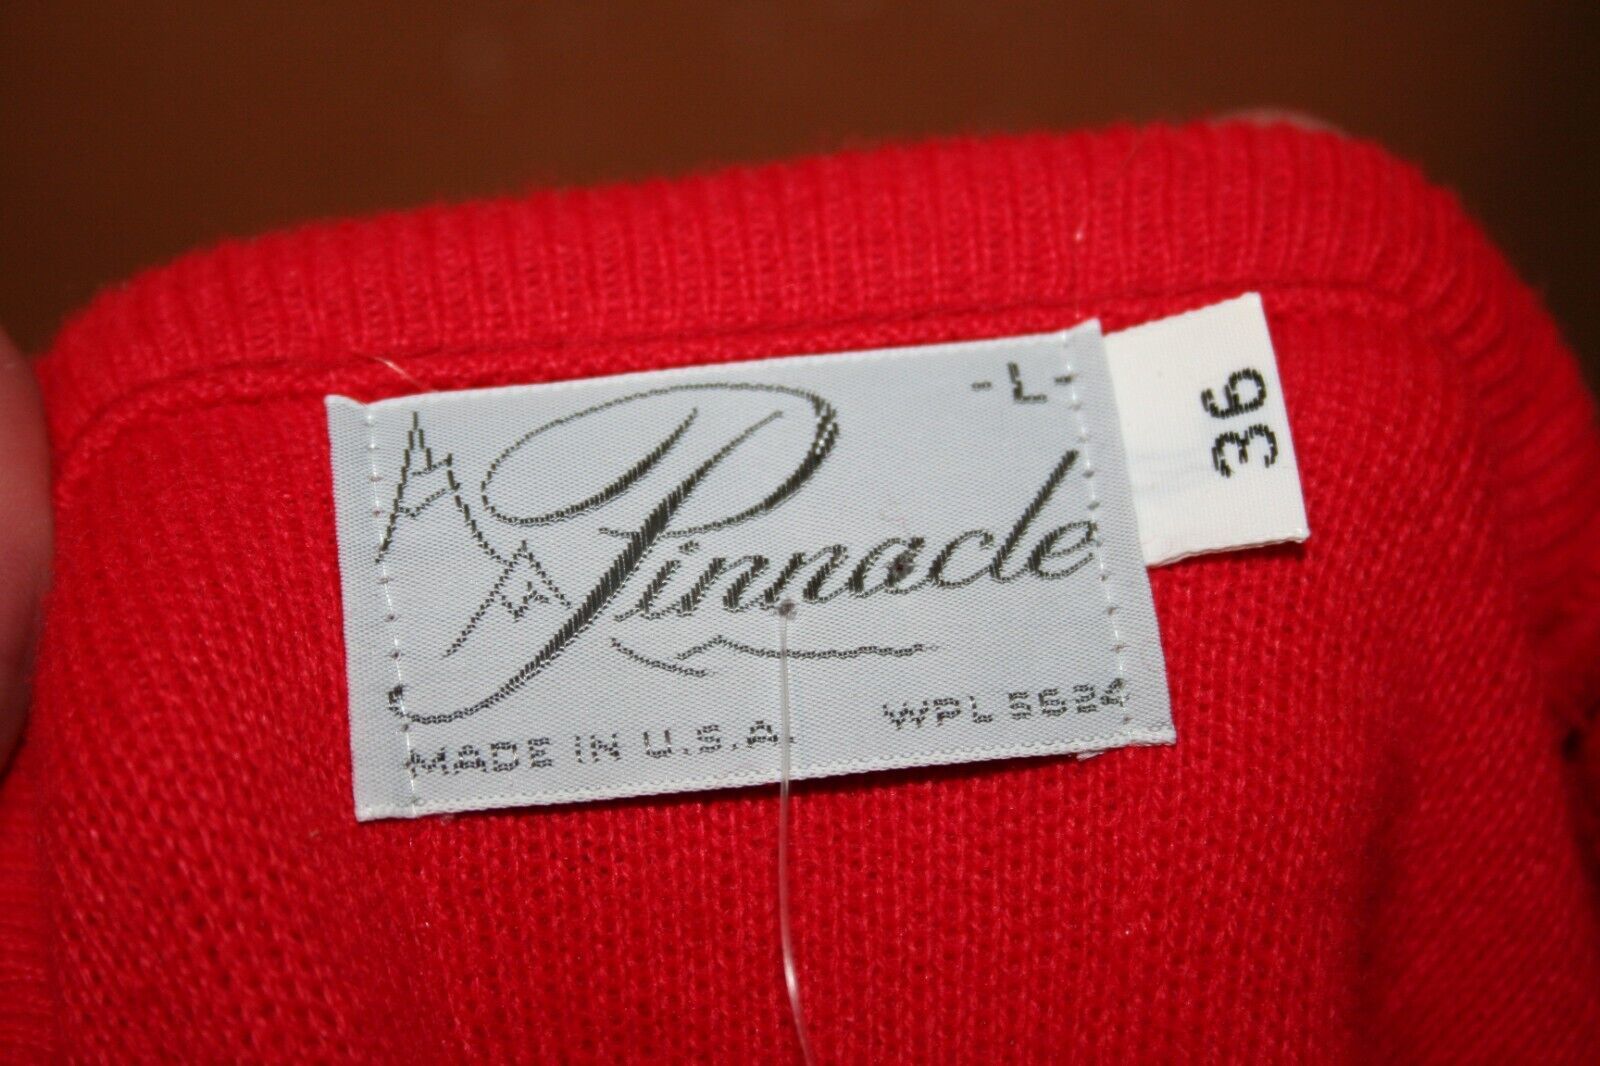 - L -
36
Pinnacle
MADE IN U.S.A. WPL 5524